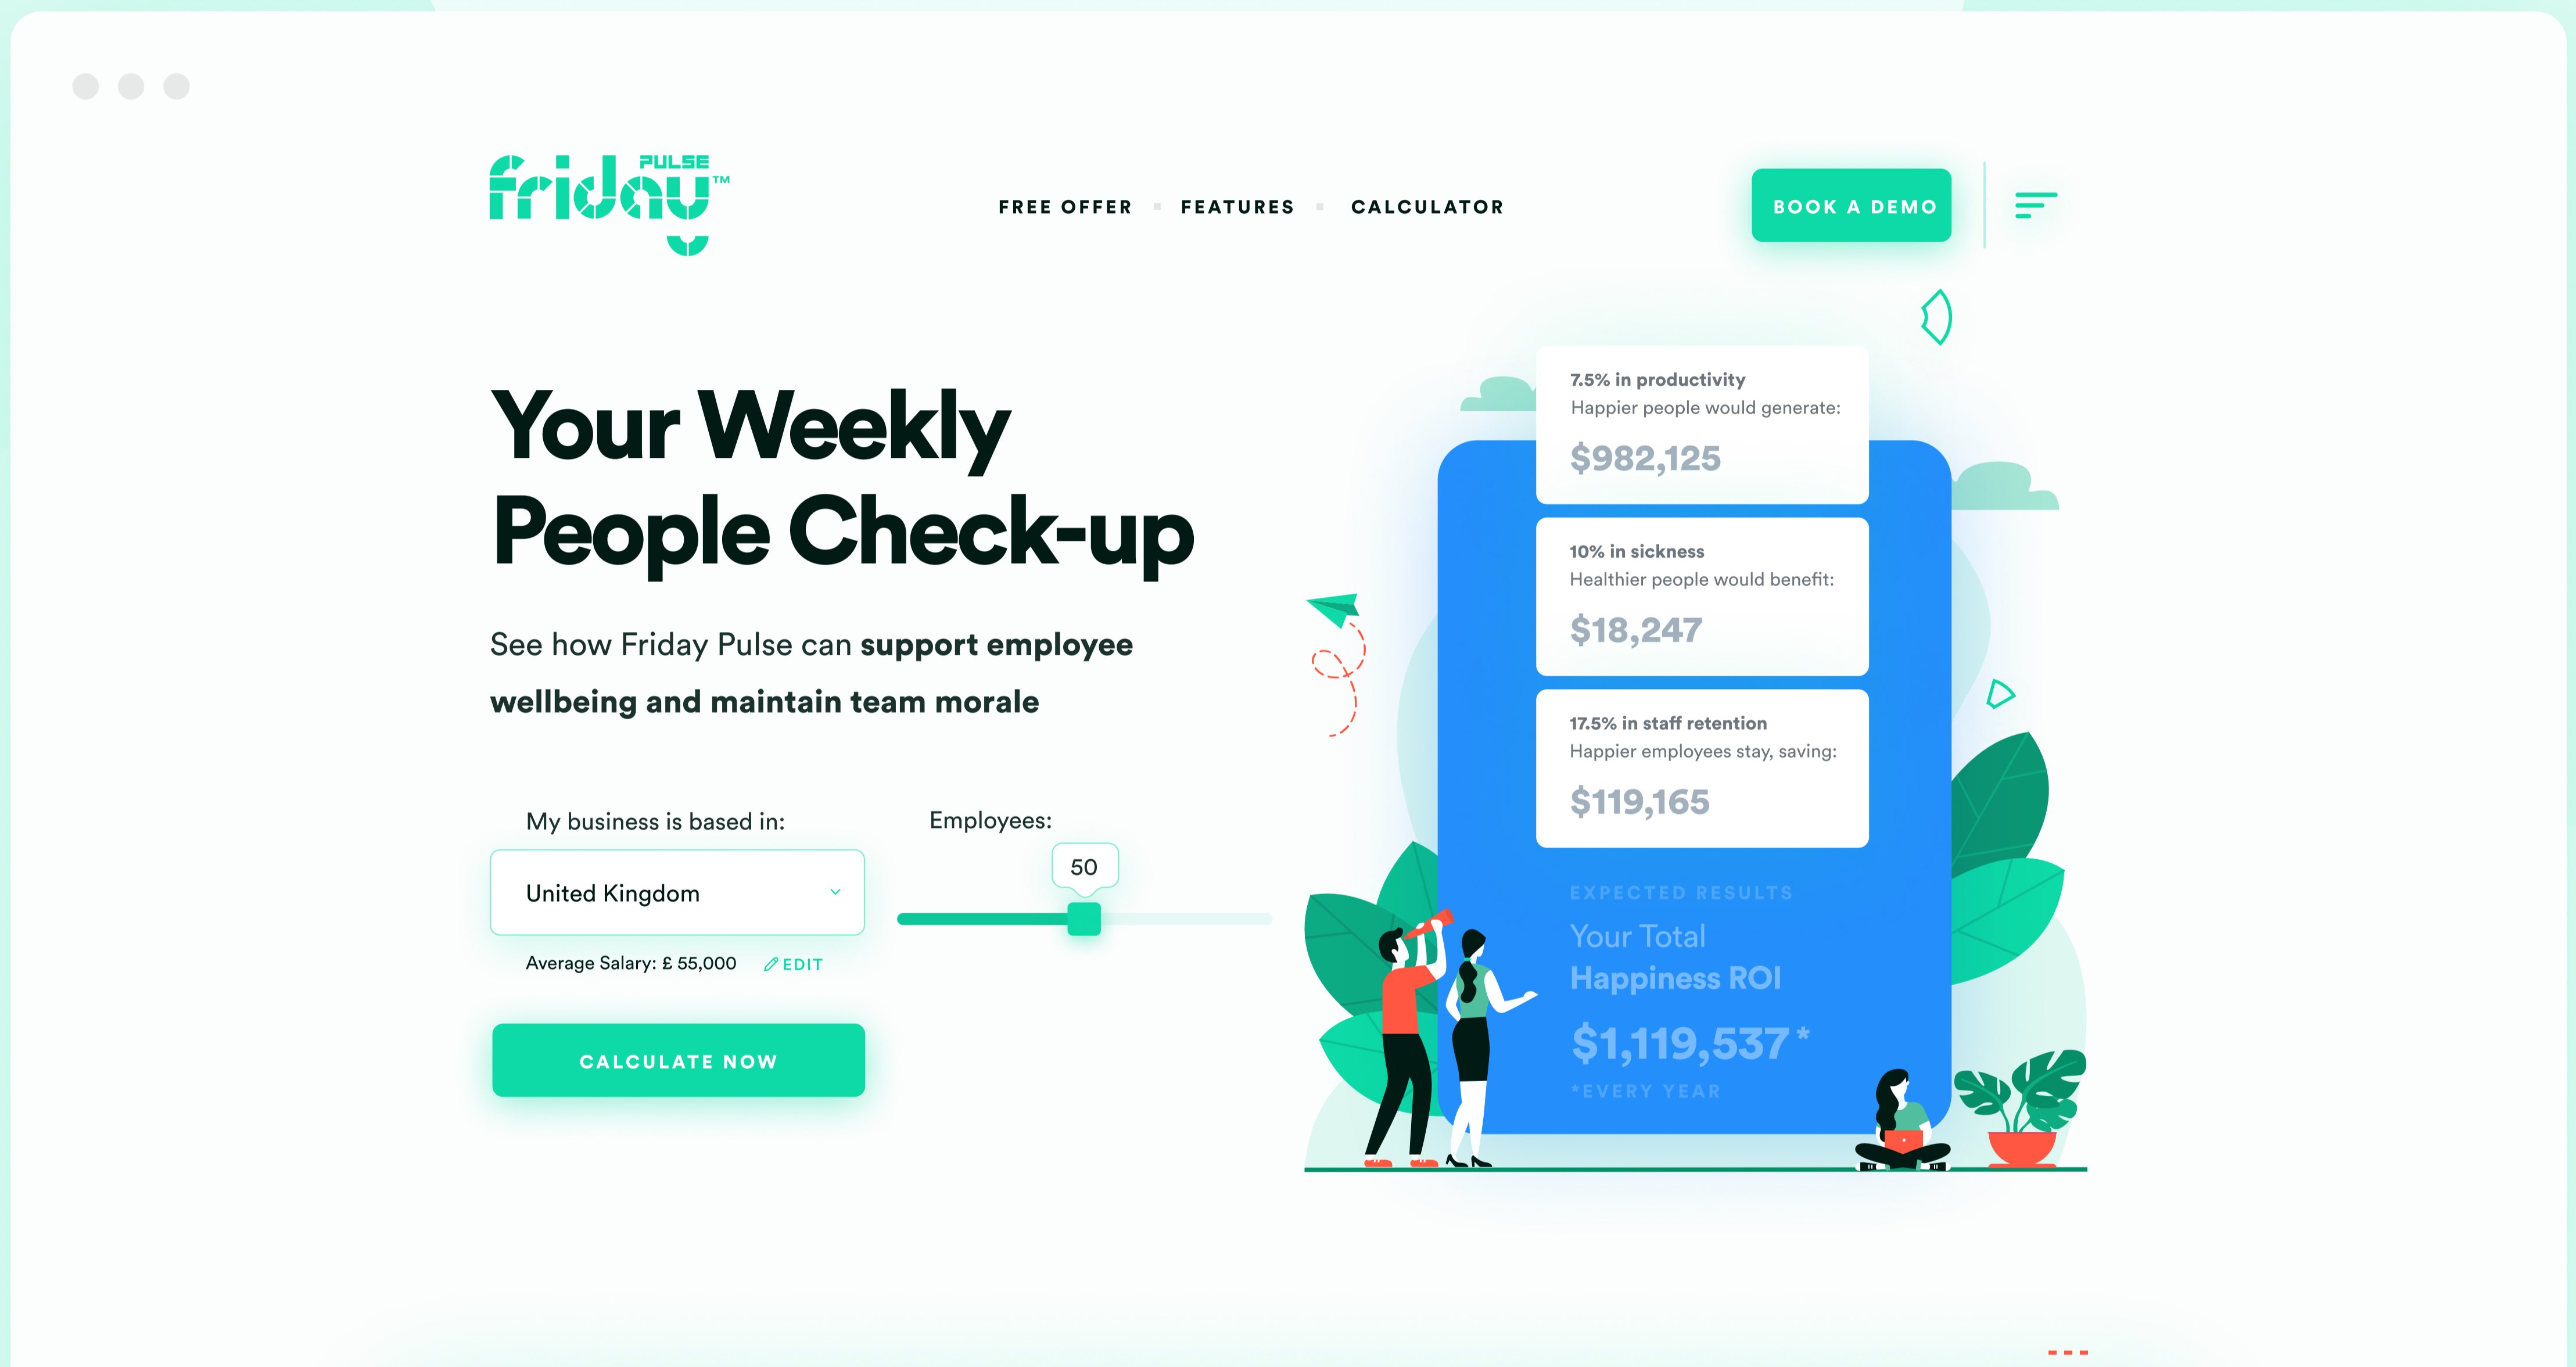 friday PULSE ™
FREE OFFER
FEATURES
CALCULATOR
BOOK A DEMO
Your Weekly
People Check-up
See how Friday Pulse can support employee
wellbeing and maintain team morale
My business is based in:
United Kingdom
Average Salary: £ 55,000
EDIT
Employees:
50
CALCULATE NOW
7.5% in productivity
Happier people would generate:
$982,125
10% in sickness
Healthier people would benefit:
$18,247
17.5% in staff retention
Happier employees stay, saving:
$119,165
EXPECTED RESULTS
Your Total
Happiness ROI
$1,119,537*
*EVERY YEAR